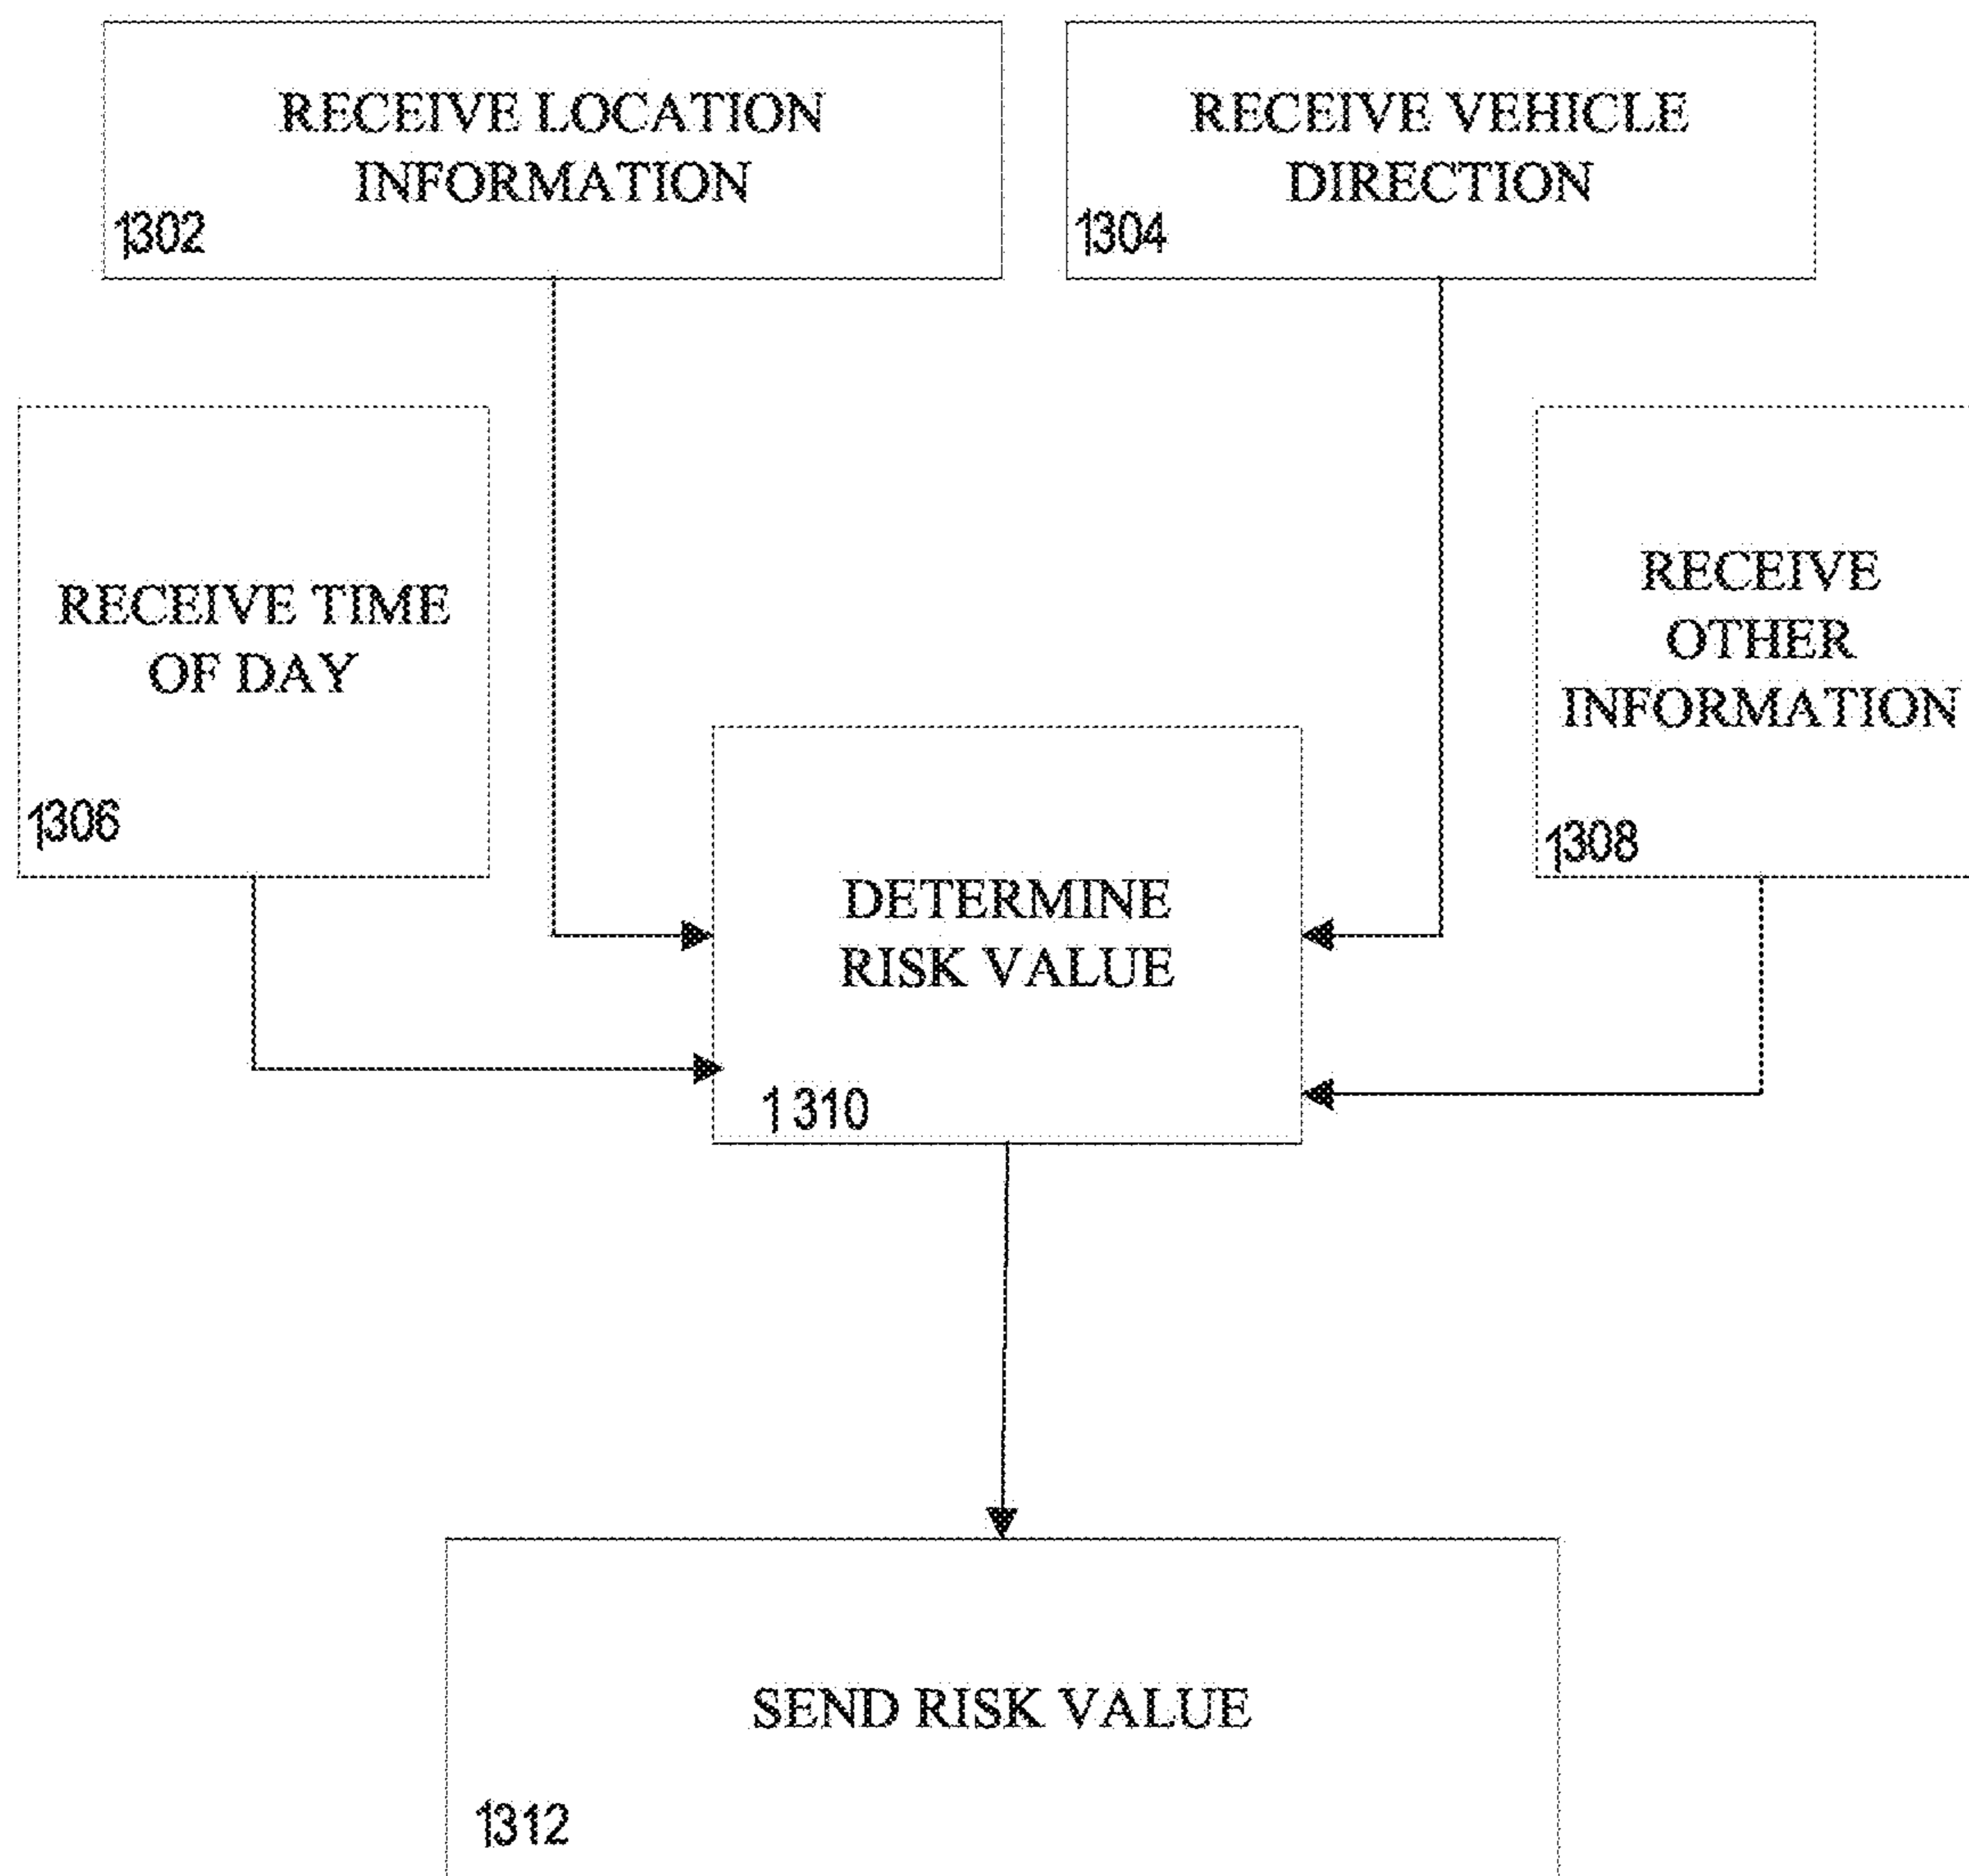 RECEIVE LOCATION
INFORMATION
1302
RECEIVE VEHICLE
DIRECTION
1304
RECEIVE TIME
OF DAY
1306
RECEIVE
OTHER
INFORMATION
1308
DETERMINE
RISK VALUE
1310
SEND RISK VALUE
1312